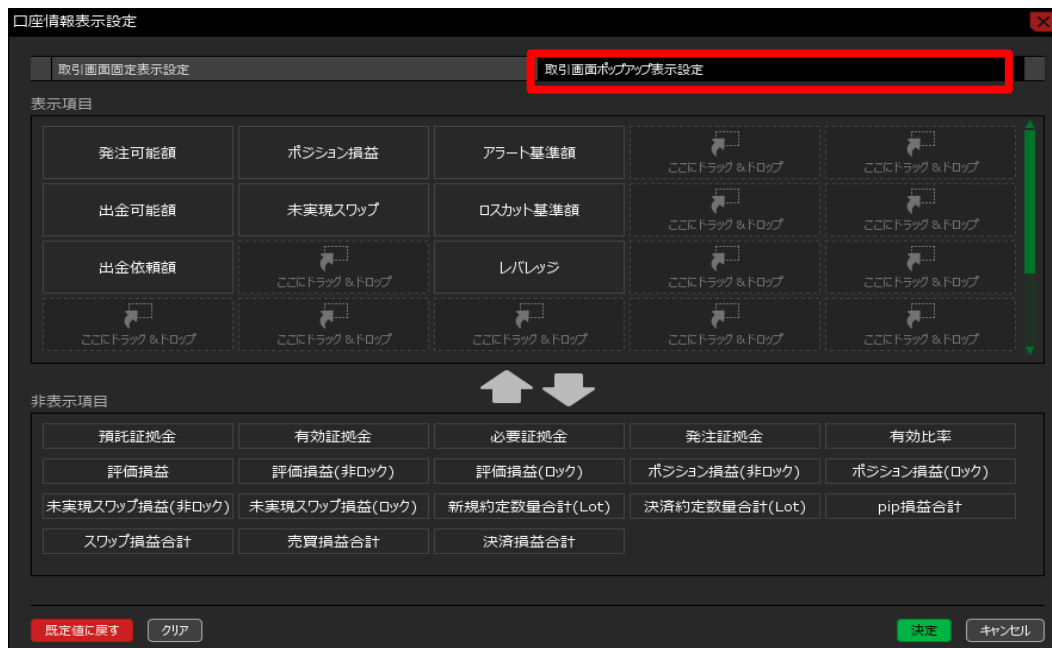 口座情報表示設定
取引画面固定表示設定 取引画面ポップアップ表示設定
表示項目
発注可能額 ポジション損益 アラート基準額 ここにドラッグ&ドロップ ここにドラッグ&ドロップ
出金可能額 未実現スワップ ロスカット基準額 ここにドラッグ&ドロップ ここにドラッグ&ドロップ
出金依頼額 ここにドラッグ&ドロップ レバレッジ ここにドラッグ&ドロップ ここにドラッグ&ドロップ
ここにドラッグ&ドロップ ここにドラッグ&ドロップ ここにドラッグ&ドロップ ここにドラッグ&ドロップ ここにドラッグ&ドロップ
非表示項目
預託証拠金 有効証拠金 必要証拠金 発注証拠金 有効比率
評価損益 評価損益(非ロック) 評価損益(ロック) ポジション損益(非ロック) ポジション損益(ロック)
未実現スワップ損益(非ロック) 未実現スワップ損益(ロック) 新規約定数量合計(Lot) 決済約定数量合計(Lot) pip損益合計
スワップ損益合計 売買損益合計 決済損益合計
既定値に戻す クリア 決定 キャンセル